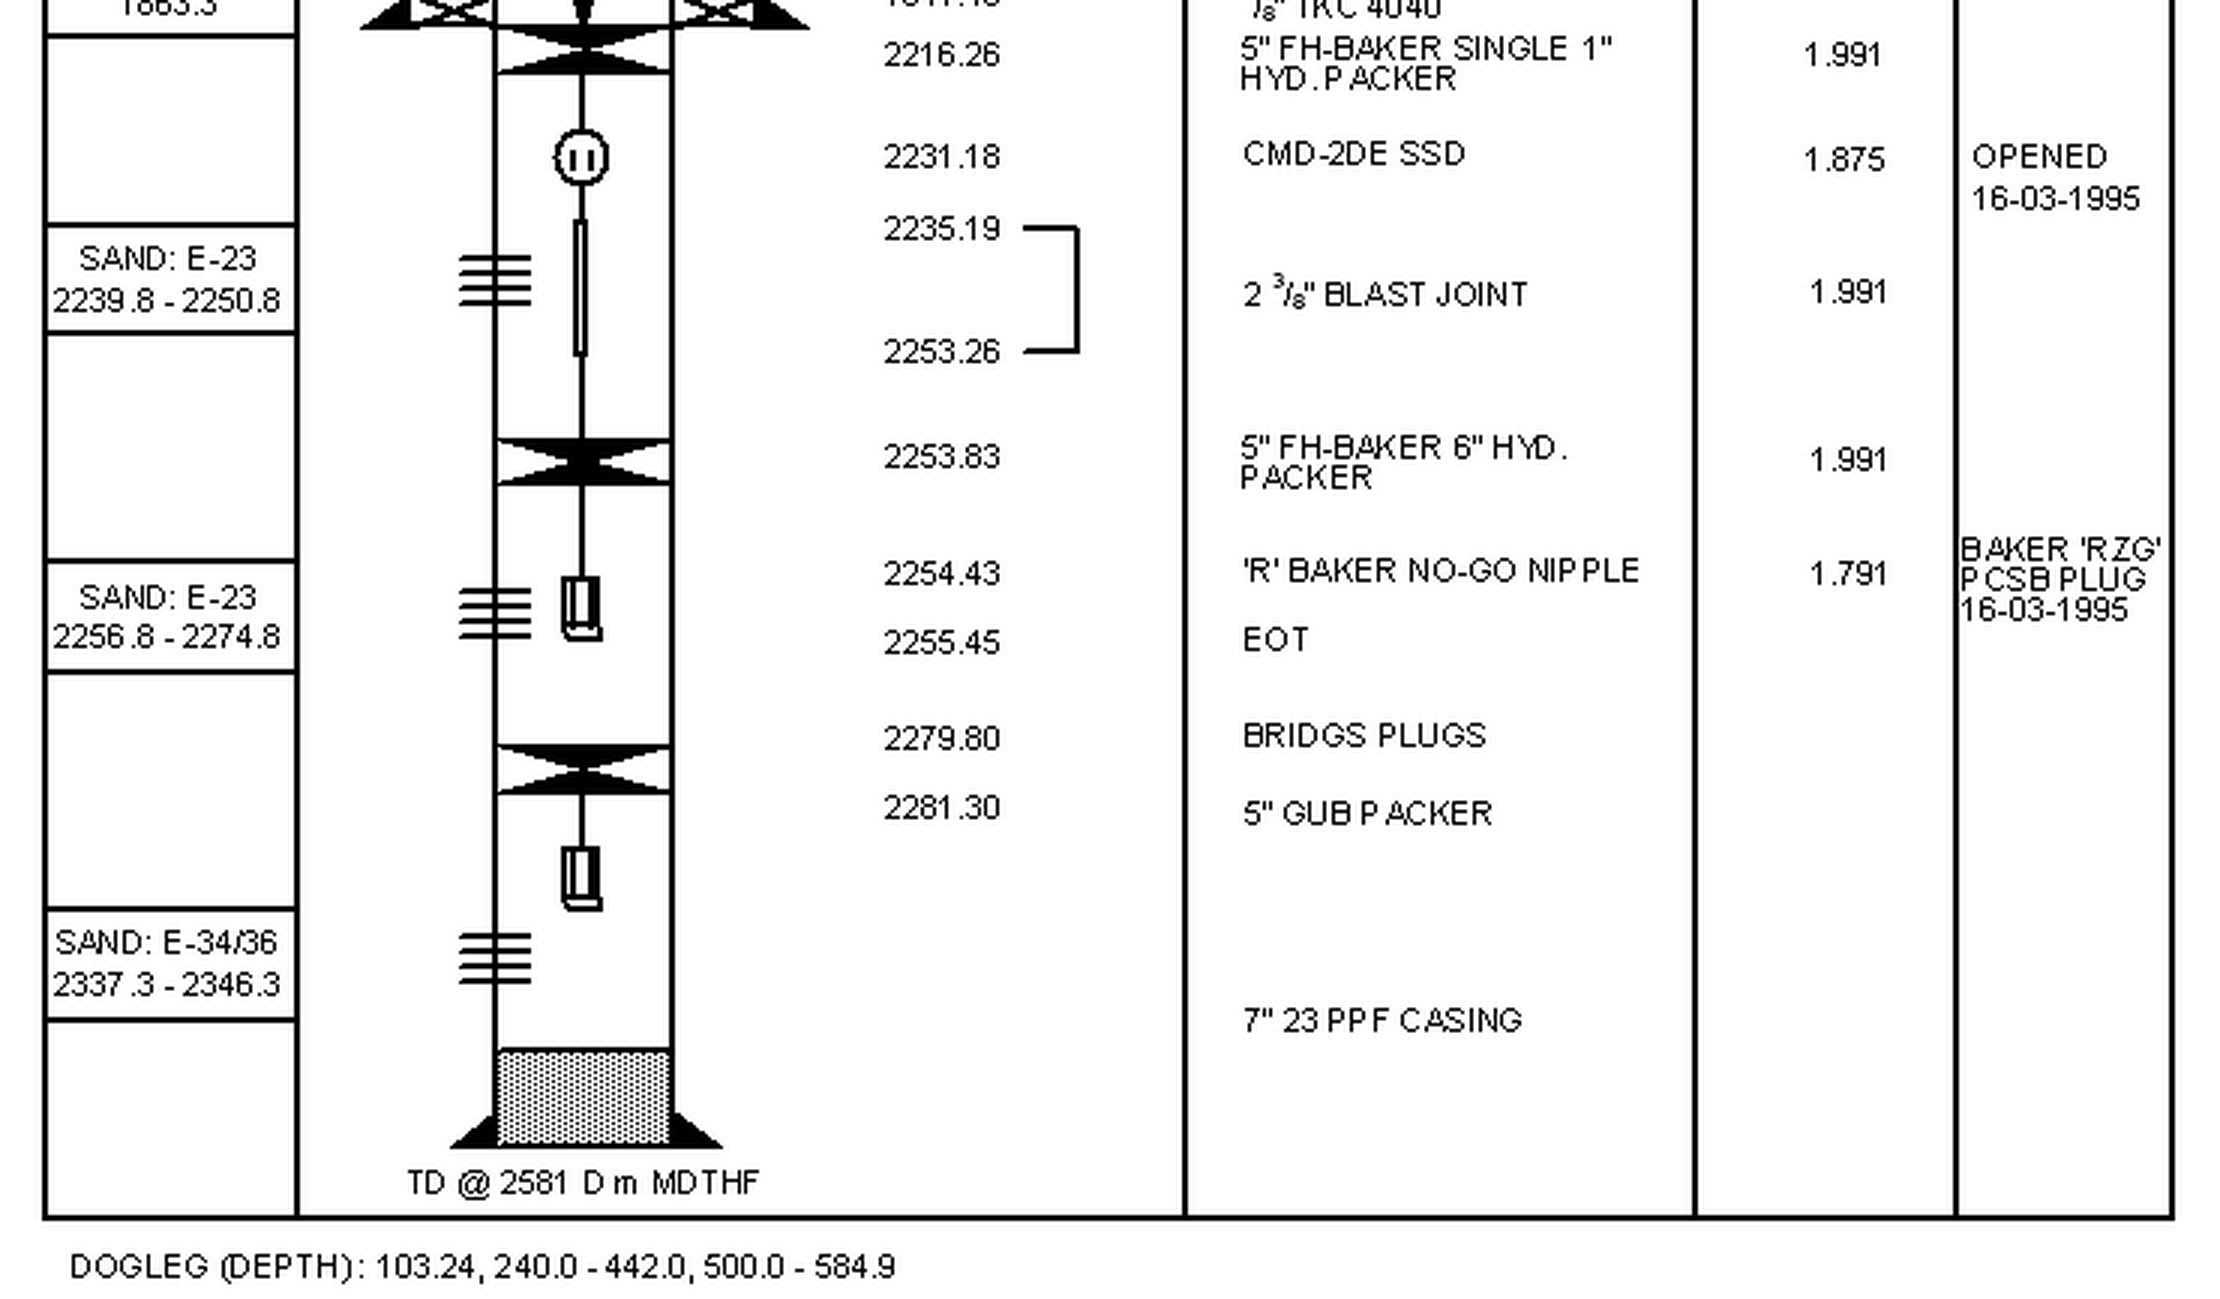 1863.3
⅞" TKC 4040
2216.26
5" FH-BAKER SINGLE 1"
HYD. PACKER
1.991
2231.18
CMD-2DE SSD
1.875
OPENED
16-03-1995
2235.19
SAND: E-23
2239.8 - 2250.8
2 3/8" BLAST JOINT
1.991
2253.26
2253.83
5" FH-BAKER 6" HYD.
PACKER
1.991
2254.43
'R' BAKER NO-GO NIPPLE
1.791
BAKER 'RZG'
PCSB PLUG
16-03-1995
SAND: E-23
2256.8 - 2274.8
2255.45
EOT
2279.80
BRIDGS PLUGS
2281.30
5" GUB PACKER
SAND: E-34/36
2337.3 - 2346.3
7" 23 PPF CASING
TD @ 2581 D m MDTHF
DOGLEG (DEPTH): 103.24, 240.0 - 442.0, 500.0 - 584.9